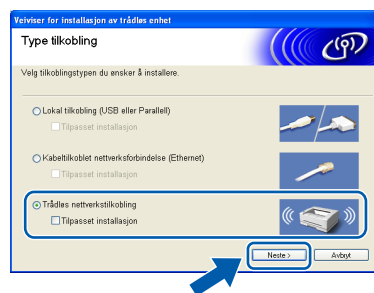 Veiviser for installasjon av trådløs enhet
Type tilkobling
Velg tilkoblingstypen du ønsker å installere.
Lokal tilkobling (USB eller Parallell)
Tilpasset installasjon
Kabeltilkoblet nettverksforbindelse (Ethernet)
Tilpasset installasjon
Trådløs nettverkstilkobling
Tilpasset installasjon
Neste >
Avbryt